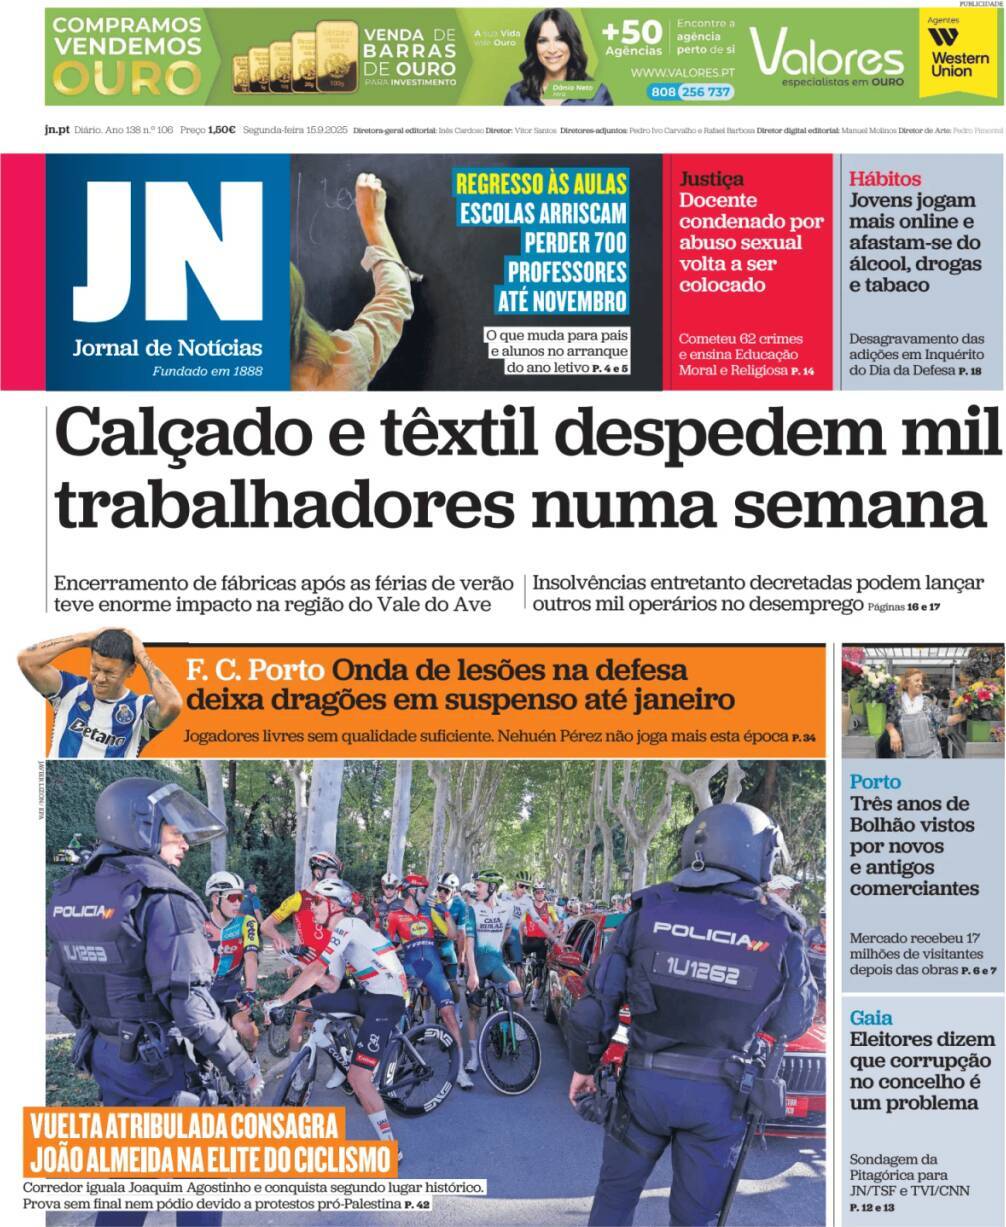 PUBLICIDADE
COMPRAMOS
VENDEMOS
OURO
VENDA DE
BARRAS
DE OURO
PARA INVESTIMENTO
A sua Vida
Vale Ouro
Dânia Neto
+50
Agências
Encontre a
agência
perto de si
WWW.VALORES.PT
808 256 737
Valores
especialistas em OURO
Agentes
Western
Union
jn.pt Diário. Ano 138 n.º 106 Preço 1,50€ Segunda-feira 15.9.2025 Diretora-geral editorial: Inês Cardoso Diretor: Vítor Santos Diretores-adjuntos: Pedro Ivo Carvalho e Rafael Barbosa Diretor digital editorial: Manuel Molinos Diretor de Arte: Pedro Pimentel
JN
Jornal de Notícias
Fundado em 1888
REGRESSO ÀS AULAS
ESCOLAS ARRISCAM
PERDER 700
PROFESSORES
ATÉ NOVEMBRO
O que muda para pais
e alunos no arranque
do ano letivo P. 4 e 5
Justiça
Docente
condenado por
abuso sexual
volta a ser
colocado
Cometeu 62 crimes
e ensina Educação
Moral e Religiosa P. 14
Hábitos
Jovens jogam
mais online e
afastam-se do
álcool, drogas
e tabaco
Desagravamento das
adições em Inquérito
do Dia da Defesa P. 18
Calçado e têxtil despedem mil
trabalhadores numa semana
Encerramento de fábricas após as férias de verão
teve enorme impacto na região do Vale do Ave
Insolvências entretanto decretadas podem lançar
outros mil operários no desemprego Páginas 16 e 17
F. C. Porto Onda de lesões na defesa
deixa dragões em suspenso até janeiro
Jogadores livres sem qualidade suficiente. Nehuén Pérez não joga mais esta época P. 34
Betano
JAVIER LIZON / EPA
POLICIA
1U1253
POLICIA
1U1262
CAJA
RURAL
VUELTA ATRIBULADA CONSAGRA
JOÃO ALMEIDA NA ELITE DO CICLISMO
Corredor iguala Joaquim Agostinho e conquista segundo lugar histórico.
Prova sem final nem pódio devido a protestos pró-Palestina P. 42
Porto
Três anos de
Bolhão vistos
por novos
e antigos
comerciantes
Mercado recebeu 17
milhões de visitantes
depois das obras P. 6 e 7
Gaia
Eleitores dizem
que corrupção
no concelho é
um problema
Sondagem da
Pitagórica para
JN/TSF e TVI/CNN
P. 12 e 13